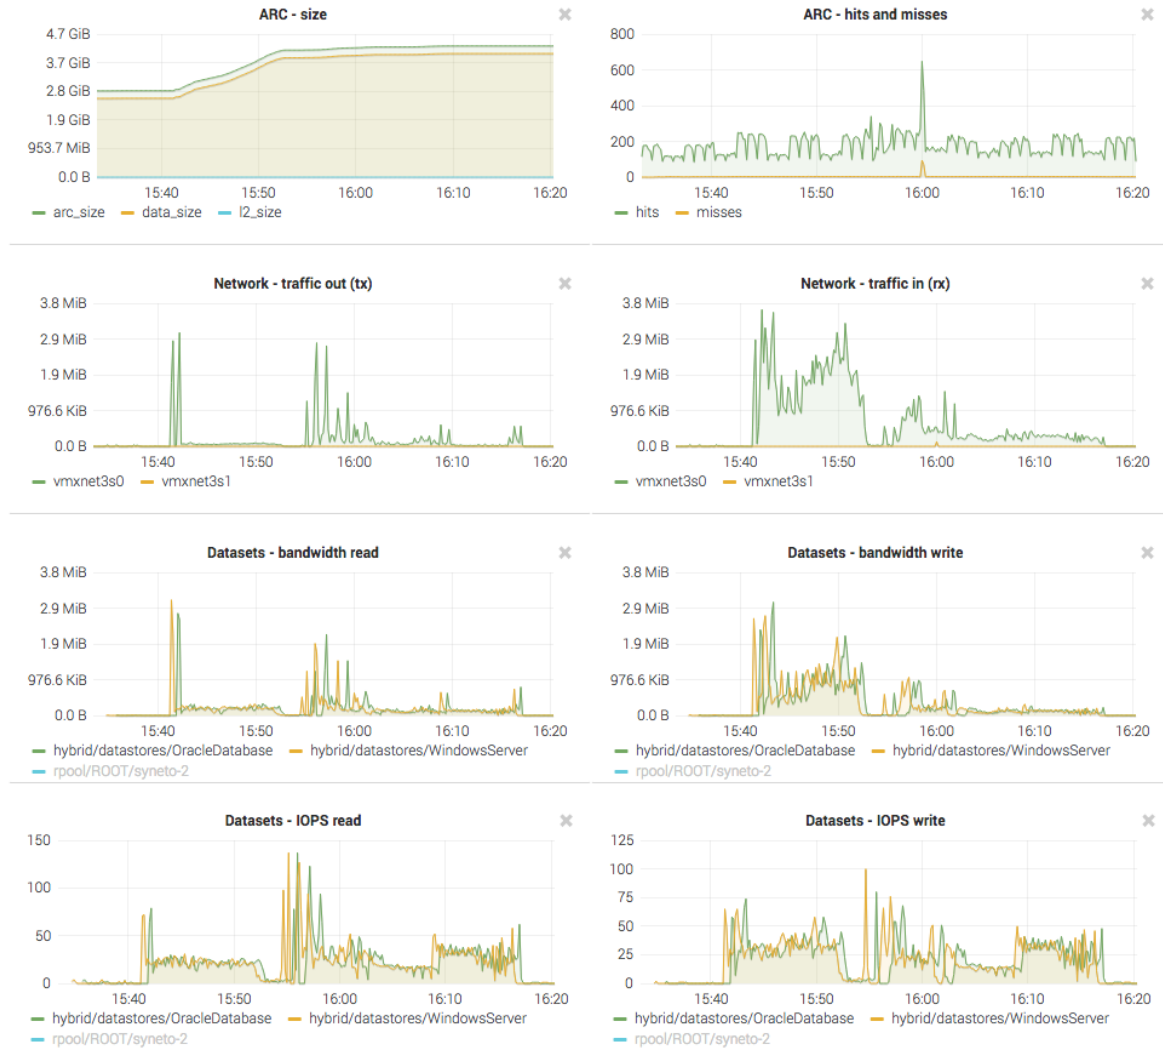 ARC - size
4.7 GiB
3.7 GiB
2.8 GiB
1.9 GiB
953.7 MiB
0.0 B
15:40 15:50 16:00 16:10 16:20
arc_size data_size l2_size
ARC - hits and misses
800
600
400
200
0
15:40 15:50 16:00 16:10 16:20
hits misses
Network - traffic out (tx)
3.8 MiB
2.9 MiB
1.9 MiB
976.6 KiB
0.0 B
15:40 15:50 16:00 16:10 16:20
vmxnet3s0 vmxnet3s1
Network - traffic in (rx)
3.8 MiB
2.9 MiB
1.9 MiB
976.6 KiB
0.0 B
15:40 15:50 16:00 16:10 16:20
vmxnet3s0 vmxnet3s1
Datasets - bandwidth read
3.8 MiB
2.9 MiB
1.9 MiB
976.6 KiB
0.0 B
15:40 15:50 16:00 16:10 16:20
hybrid/datastores/OracleDatabase hybrid/datastores/WindowsServer
rpool/ROOT/syneto-2
Datasets - bandwidth write
3.8 MiB
2.9 MiB
1.9 MiB
976.6 KiB
0.0 B
15:40 15:50 16:00 16:10 16:20
hybrid/datastores/OracleDatabase hybrid/datastores/WindowsServer
rpool/ROOT/syneto-2
Datasets - IOPS read
150
100
50
0
15:40 15:50 16:00 16:10 16:20
hybrid/datastores/OracleDatabase hybrid/datastores/WindowsServer
rpool/ROOT/syneto-2
Datasets - IOPS write
125
100
75
50
25
0
15:40 15:50 16:00 16:10 16:20
hybrid/datastores/OracleDatabase hybrid/datastores/WindowsServer
rpool/ROOT/syneto-2